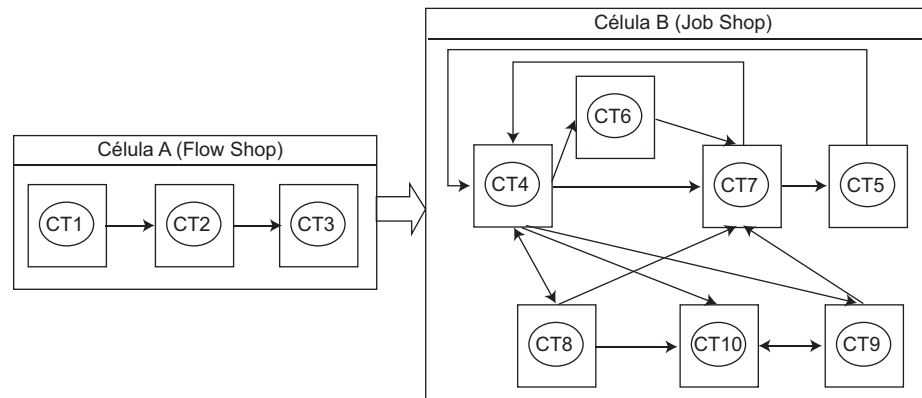 Célula B (Job Shop)
CT6
Célula A (Flow Shop)
CT4
CT7
CT5
CT1
CT2
CT3
CT8
CT10
CT9